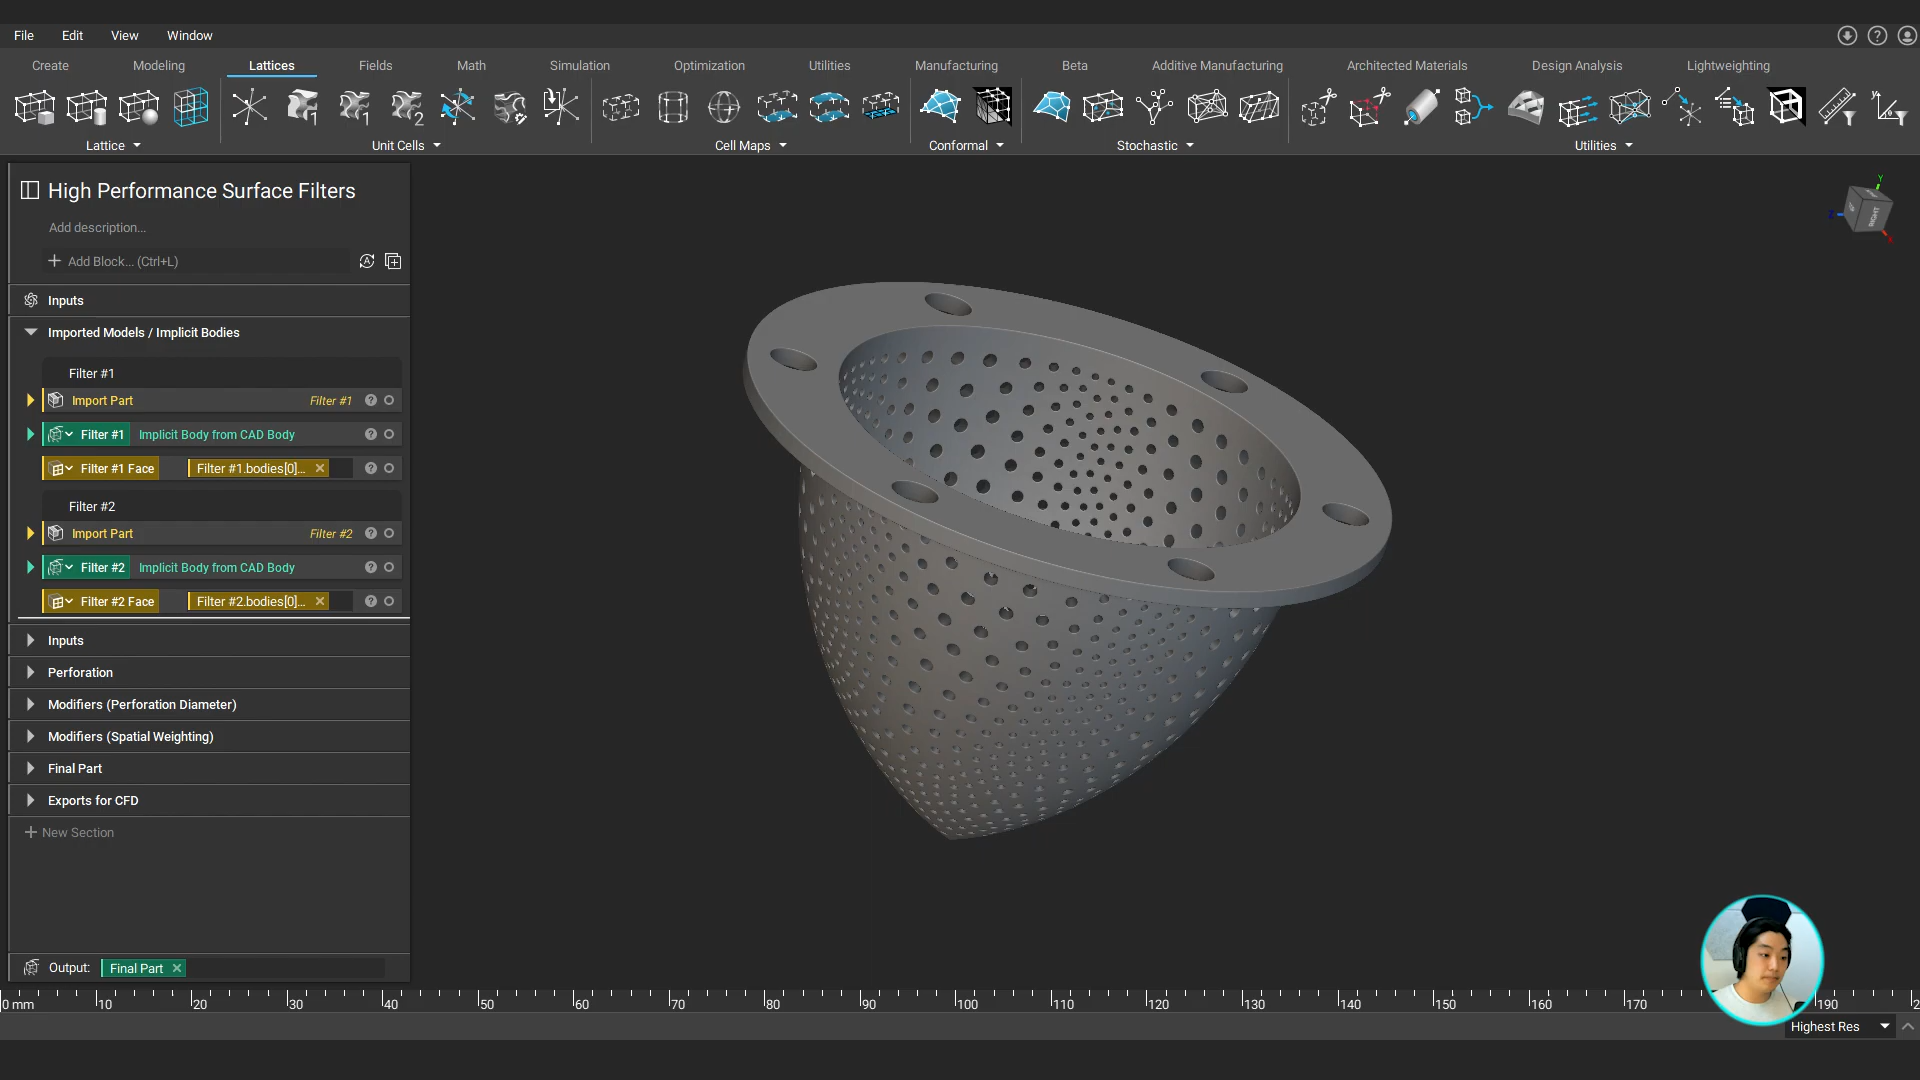 File Edit View Window
Create Modeling Lattices Fields Math Simulation Optimization Utilities Manufacturing Beta Additive Manufacturing Architected Materials Design Analysis Lightweighting
1 1 2
Lattice Unit Cells Cell Maps Conformal Stochastic Utilities
High Performance Surface Filters
Add description...
Add Block... (Ctrl+L)
Inputs
Imported Models / Implicit Bodies
Filter #1
Import Part Filter #1
Filter #1 Implicit Body from CAD Body
Filter #1 Face Filter #1.bodies[0]...
Filter #2
Import Part Filter #2
Filter #2 Implicit Body from CAD Body
Filter #2 Face Filter #2.bodies[0]...
Inputs
Perforation
Modifiers (Perforation Diameter)
Modifiers (Spatial Weighting)
Final Part
Exports for CFD
New Section
Output: Final Part
Y
Z
RIGHT
X
0 mm 10 20 30 40 50 60 70 80 90 100 110 120 130 140 150 160 170 190 2
Highest Res